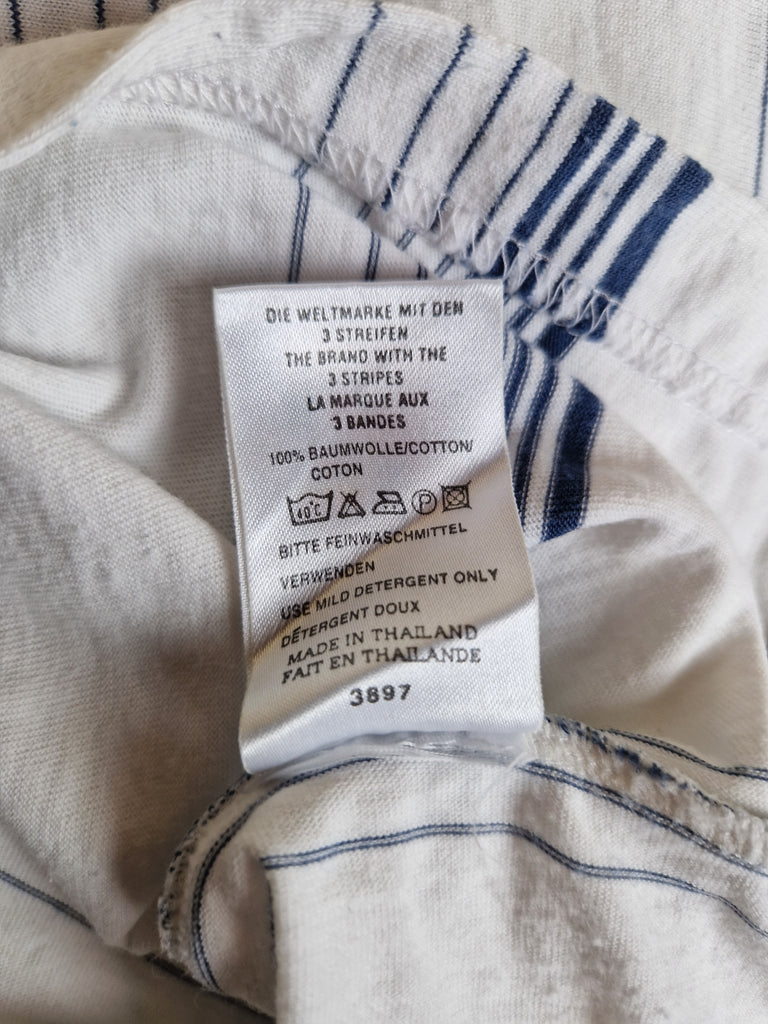 DIE WELTMARKE MIT DEN
3 STREIFEN
THE BRAND WITH THE
3 STRIPES
LA MARQUE AUX
3 BANDES
100% BAUMWOLLE/COTTON/
COTON
40°C P
BITTE FEINWASCHMITTEL
VERWENDEN
USE MILD DETERGENT ONLY
DÉTERGENT DOUX
MADE IN THAILAND
FAIT EN THAILANDE
3897